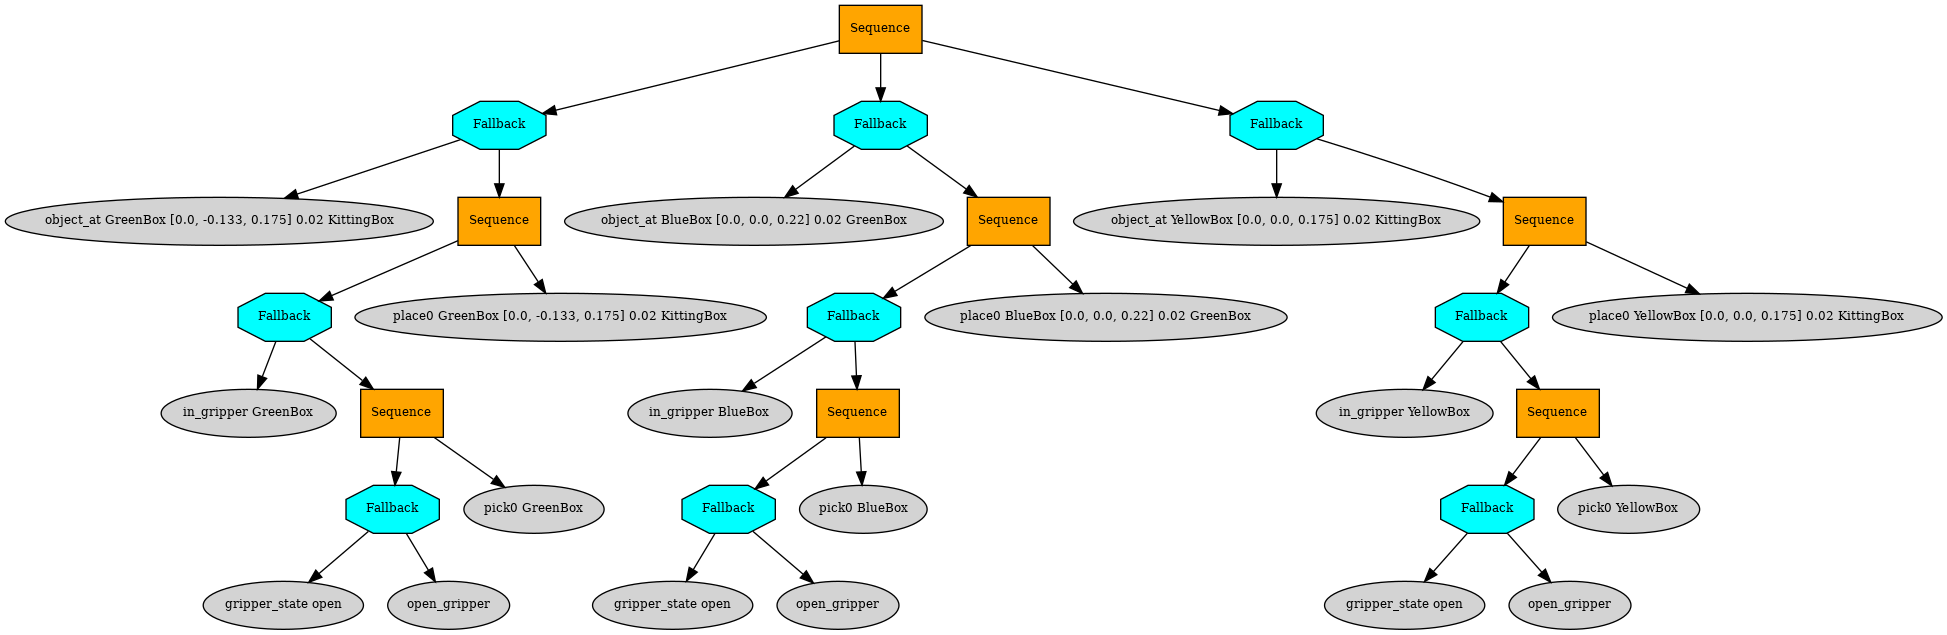 Sequence
Fallback
Fallback
Fallback
object_at GreenBox [0.0, -0.133, 0.175] 0.02 KittingBox
Sequence
object_at BlueBox [0.0, 0.0, 0.22] 0.02 GreenBox
Sequence
object_at YellowBox [0.0, 0.0, 0.175] 0.02 KittingBox
Sequence
Fallback
place0 GreenBox [0.0, -0.133, 0.175] 0.02 KittingBox
Fallback
place0 BlueBox [0.0, 0.0, 0.22] 0.02 GreenBox
Fallback
place0 YellowBox [0.0, 0.0, 0.175] 0.02 KittingBox
in_gripper GreenBox
Sequence
in_gripper BlueBox
Sequence
in_gripper YellowBox
Sequence
Fallback
pick0 GreenBox
Fallback
pick0 BlueBox
Fallback
pick0 YellowBox
gripper_state open
open_gripper
gripper_state open
open_gripper
gripper_state open
open_gripper